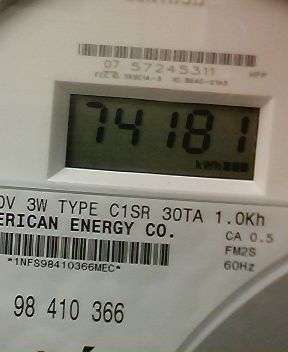 07 57245311
74181
kWh
0V 3W TYPE C1SR 30TA 1.0Kh
ERICAN ENERGY CO.
CA 0.5
FM2S
*1NFS98410366MEC*
60Hz
98 410 366